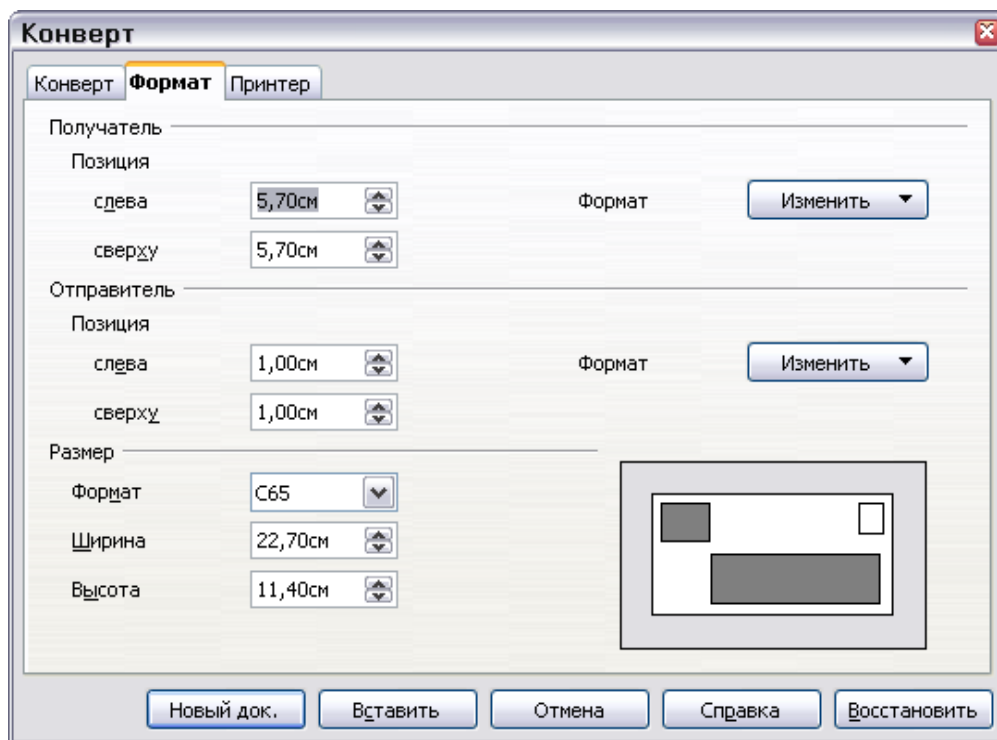 Конверт
Конверт Формат Принтер
Получатель
Позиция
слева 5,70см Формат Изменить
сверху 5,70см
Отправитель
Позиция
слева 1,00см Формат Изменить
сверху 1,00см
Размер
Формат C65
Ширина 22,70см
Высота 11,40см
Новый док. Вставить Отмена Справка Восстановить